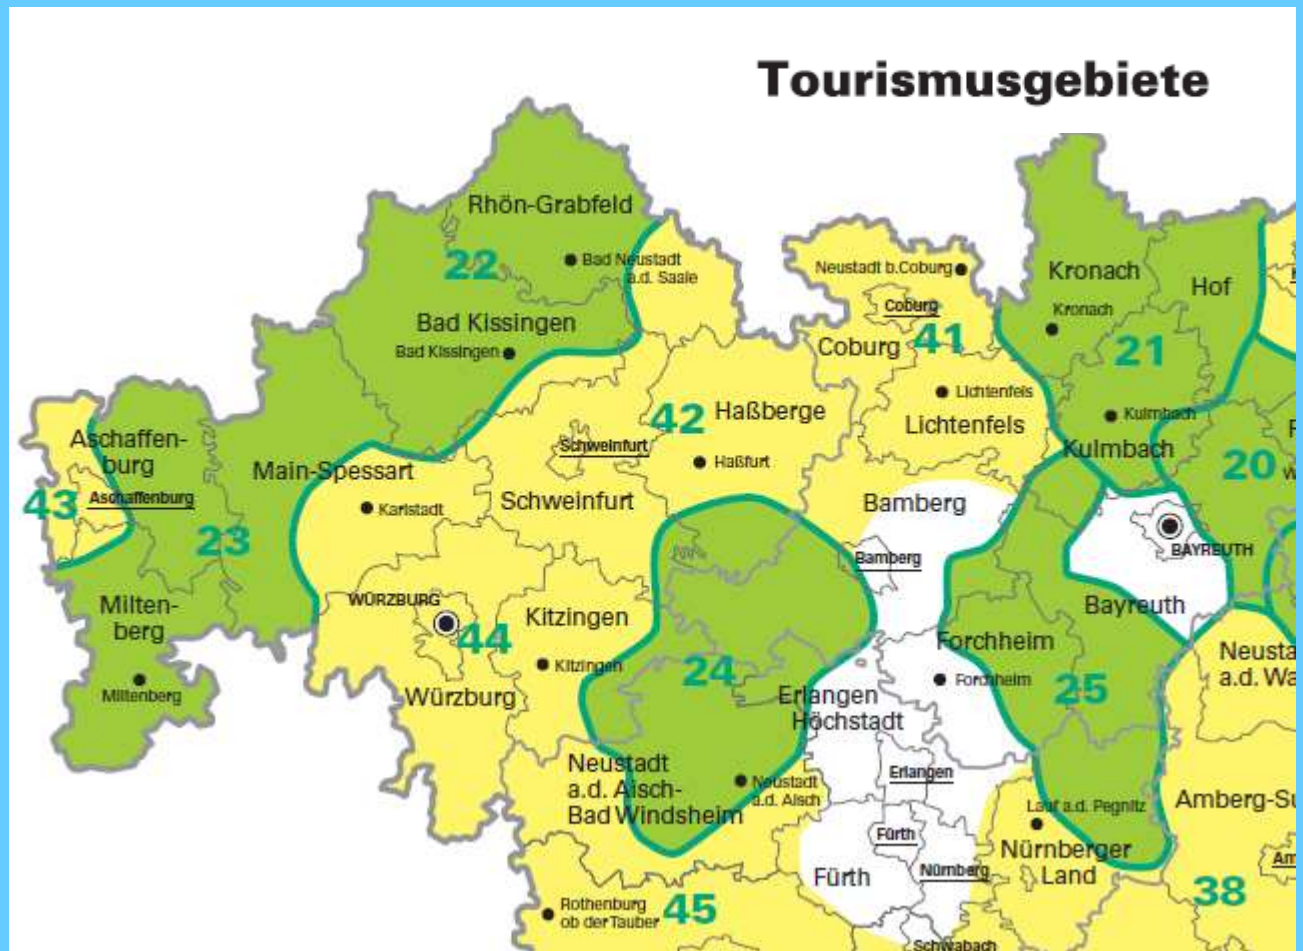 Tourismusgebiete
Rhön-Grabfeld
22
Bad Neustadt
a.d. Saale
Bad Kissingen
Bad Kissingen
Neustadt b.Coburg
Coburg
Coburg
41
Kronach
Kronach
Hof
21
Lichtenfels
Lichtenfels
Kulmbach
Kulmbach
20
42
Haßberge
Haßfurt
Schweinfurt
Schweinfurt
Aschaffen-
burg
Aschaffenburg
43
23
Main-Spessart
Karlstadt
Bamberg
Bamberg
BAYREUTH
Bayreuth
Milten-
berg
Miltenberg
WÜRZBURG
44
Würzburg
Kitzingen
Kitzingen
24
Forchheim
Forchheim
25
Erlangen
Höchstadt
Neusta
a.d. Wa
Neustadt
a.d. Aisch-
Bad Windsheim
Neustadt
a.d. Aisch
Erlangen
Fürth
Fürth
Nürnberg
Lauf a.d. Pegnitz
Nürnberger
Land
Amberg-Su
Am
38
Rothenburg
ob der Tauber
45
Schwabach